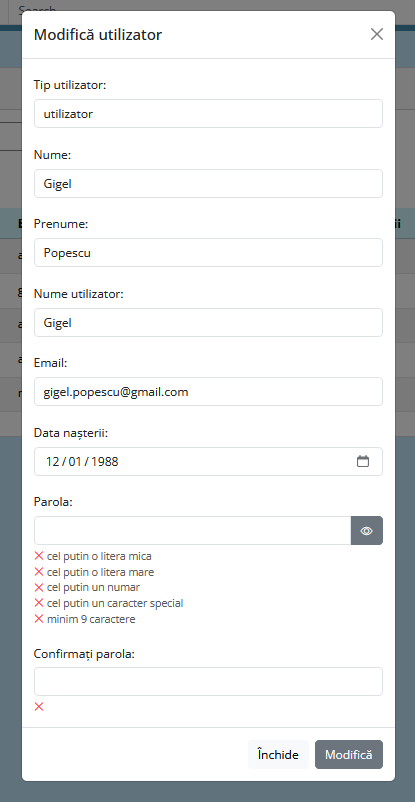 Search
Modifică utilizator
Tip utilizator:
utilizator
Nume:
Gigel
Prenume:
Popescu
Nume utilizator:
Gigel
Email:
gigel.popescu@gmail.com
Data nașterii:
12/01/1988
Parola:
cel putin o litera mica
cel putin o litera mare
cel putin un numar
cel putin un caracter special
minim 9 caractere
Confirmați parola:
Închide
Modifică